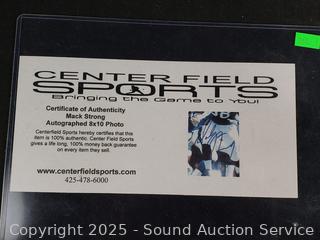 CENTER FIELD
SPORTS
Bringing the Game to You!
Certificate of Authenticity
Mack Strong
Autographed 8x10 Photo
Centerfield Sports hereby certifies that this
item is 100% authentic. Center Field Sports
gives a life long, 100% money back guarantee
on every item they sell.
www.centerfieldsports.com
425-478-6000
Copyright 2025 - Sound Auction Service